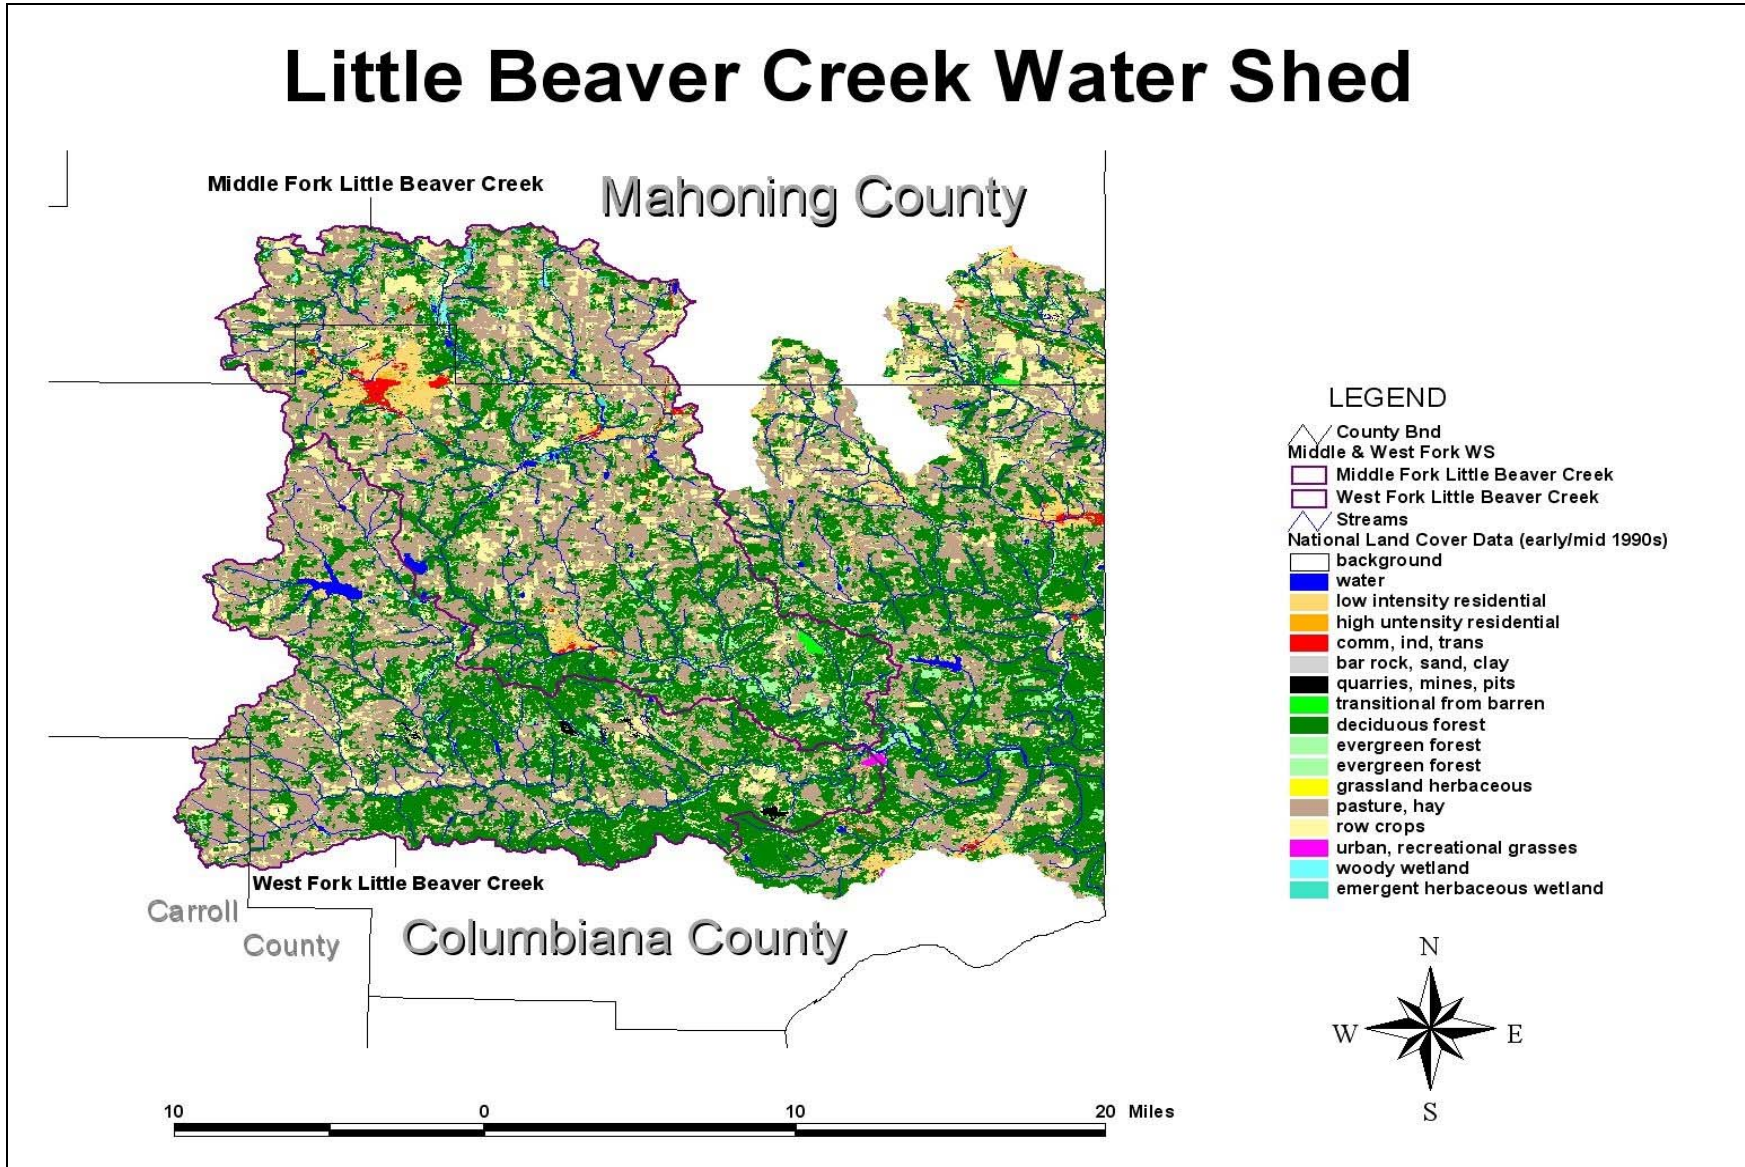 Little Beaver Creek Water Shed
Middle Fork Little Beaver Creek
Mahoning County
LEGEND
County Bnd
Middle & West Fork WS
Middle Fork Little Beaver Creek
West Fork Little Beaver Creek
Streams
National Land Cover Data (early/mid 1990s)
background
water
low intensity residential
high untensity residential
comm, ind, trans
bar rock, sand, clay
quarries, mines, pits
transitional from barren
deciduous forest
evergreen forest
evergreen forest
grassland herbaceous
pasture, hay
row crops
urban, recreational grasses
woody wetland
emergent herbaceous wetland
West Fork Little Beaver Creek
Carroll
County
Columbiana County
N
W E
S
10 0 10 20 Miles